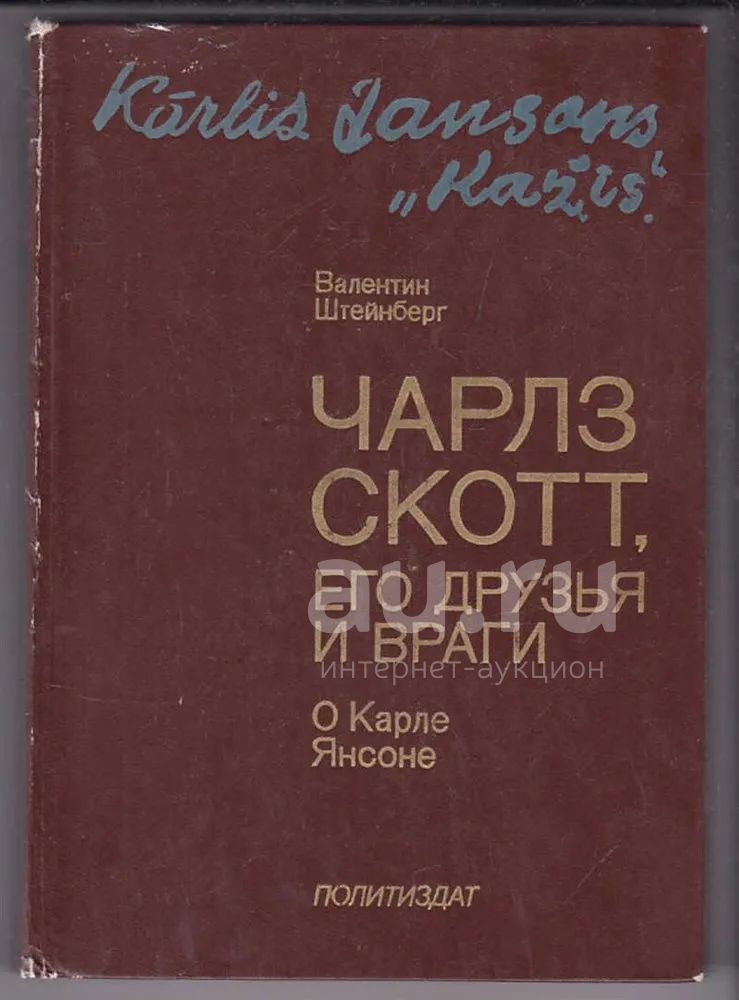 Kārlis Jansons
„Kažis.“
Валентин
Штейнберг
ЧАРЛЗ
СКОТТ,
ЕГО ДРУЗЬЯ
И ВРАГИ
au.ru
интернет-аукцион
О Карле
Янсоне
ПОЛИТИЗДАТ